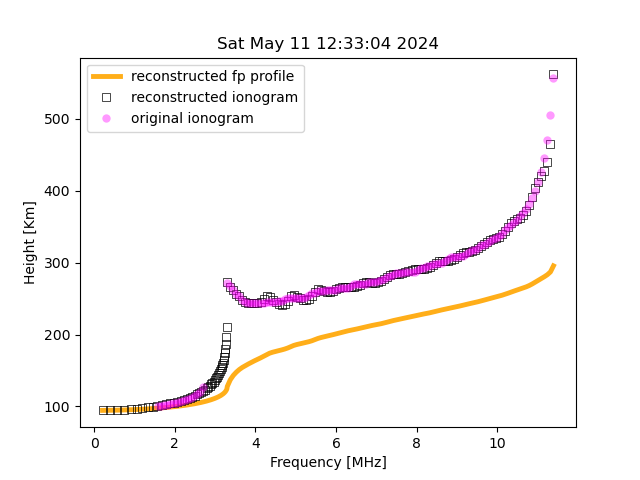 Sat May 11 12:33:04 2024
reconstructed fp profile
reconstructed ionogram
original ionogram
Height [Km]
500
400
300
200
100
0 2 4 6 8 10
Frequency [MHz]